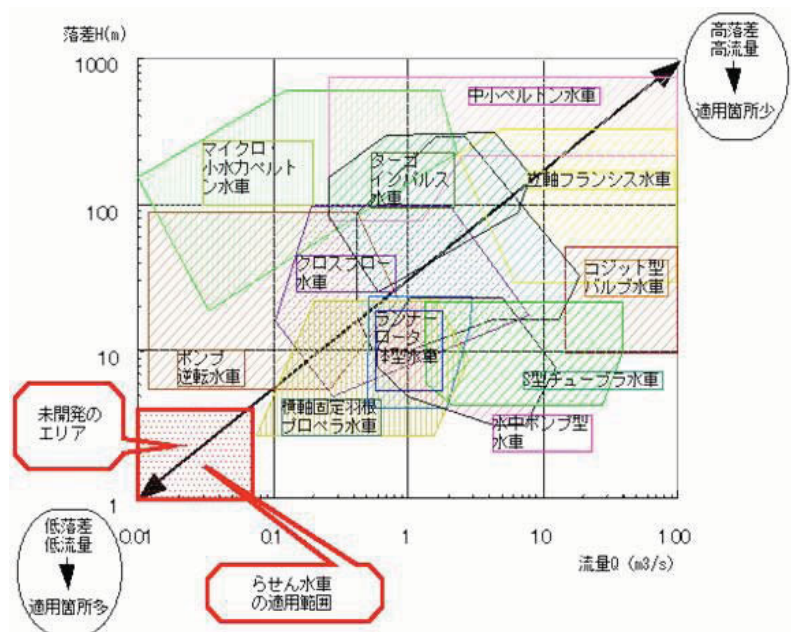 落差H(m)
1000
100
10
1
0.01
0.1
1
10
100
流量Q (m3/s)
高落差
高流量
適用箇所少
中小ペルトン水車
マイクロ・
小水力ペルト
ン水車
ターゴ
インパルス
水車
立軸フランシス水車
クロスフロー
水車
コジット型
バルブ水車
ランナー
ロータ
体型水車
ポンプ
逆転水車
S型チューブラ水車
横軸固定羽根
プロペラ水車
水中ポンプ型
水車
未開発の
エリア
低落差
低流量
適用箇所多
らせん水車
の適用範囲